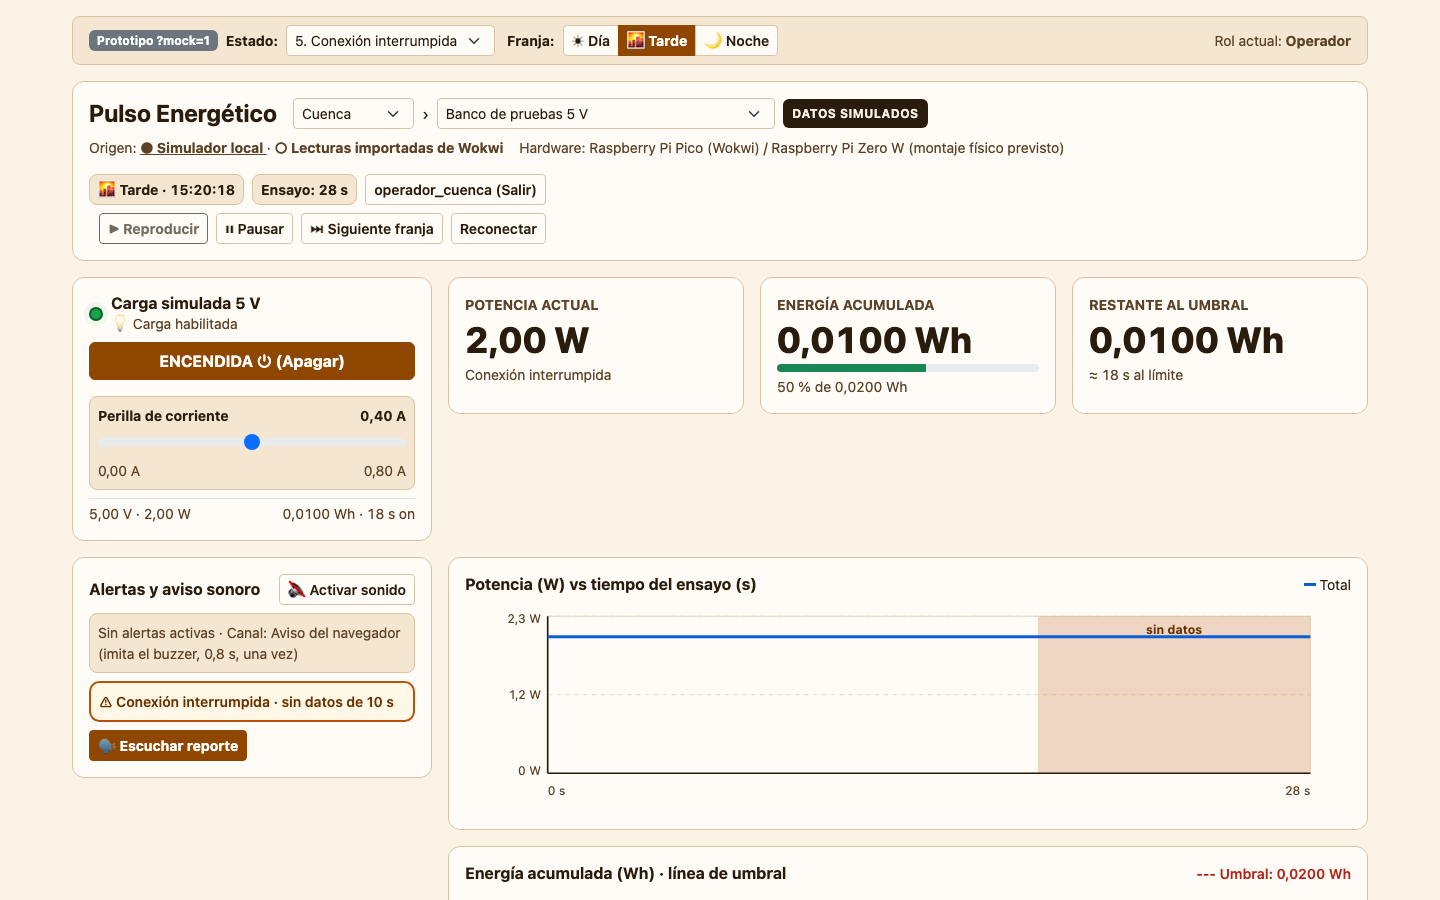 Prototipo ?mock=1 Estado: 5. Conexión interrumpida Franja: Día Tarde Noche Rol actual: Operador
Pulso Energético Cuenca › Banco de pruebas 5 V DATOS SIMULADOS
Origen: Simulador local · Lecturas importadas de Wokwi Hardware: Raspberry Pi Pico (Wokwi) / Raspberry Pi Zero W (montaje físico previsto)
Tarde · 15:20:18 Ensayo: 28 s operador_cuenca (Salir)
Reproducir Pausar Siguiente franja Reconectar
Carga simulada 5 V
Carga habilitada
ENCENDIDA ⏻ (Apagar)
Perilla de corriente 0,40 A
0,00 A 0,80 A
5,00 V · 2,00 W 0,0100 Wh · 18 s on
POTENCIA ACTUAL
2,00 W
Conexión interrumpida
ENERGÍA ACUMULADA
0,0100 Wh
50 % de 0,0200 Wh
RESTANTE AL UMBRAL
0,0100 Wh
≈ 18 s al límite
Alertas y aviso sonoro Activar sonido
Sin alertas activas · Canal: Aviso del navegador
(imita el buzzer, 0,8 s, una vez)
⚠ Conexión interrumpida · sin datos de 10 s
Escuchar reporte
Potencia (W) vs tiempo del ensayo (s) Total
2,3 W
sin datos
1,2 W
0 W
0 s 28 s
Energía acumulada (Wh) · línea de umbral --- Umbral: 0,0200 Wh